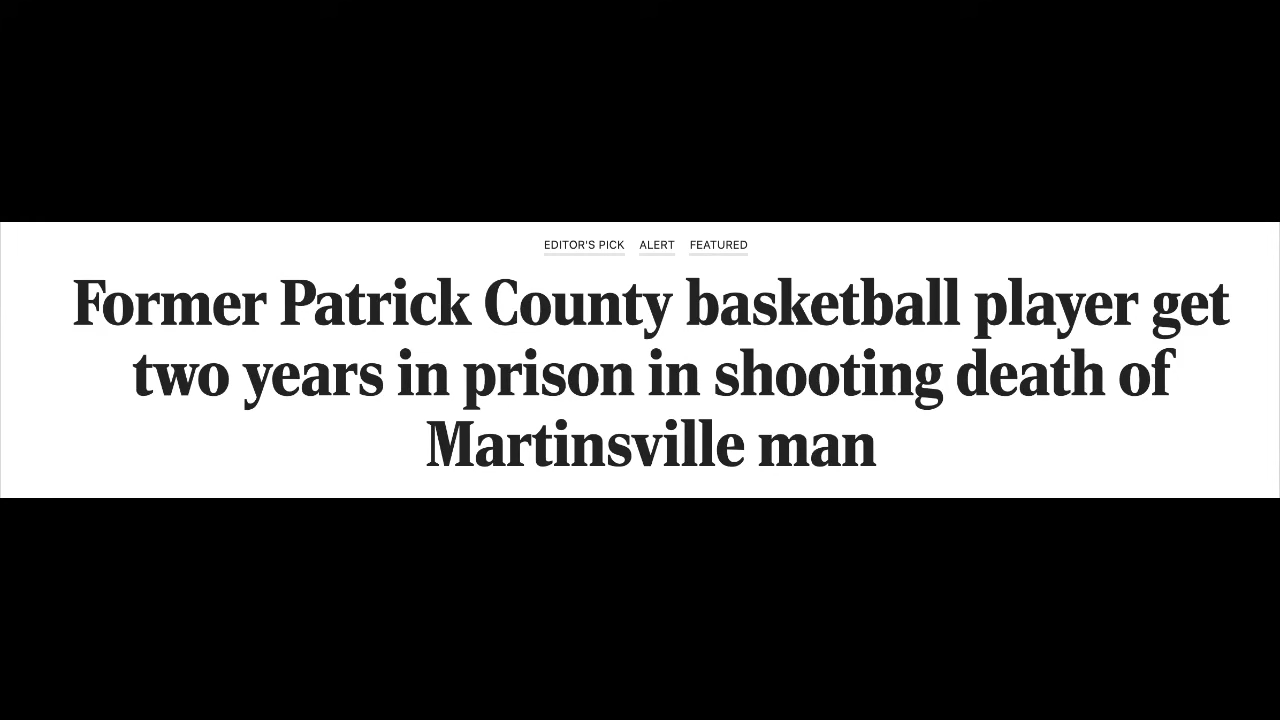 EDITOR'S PICK ALERT FEATURED
Former Patrick County basketball player get
two years in prison in shooting death of
Martinsville man